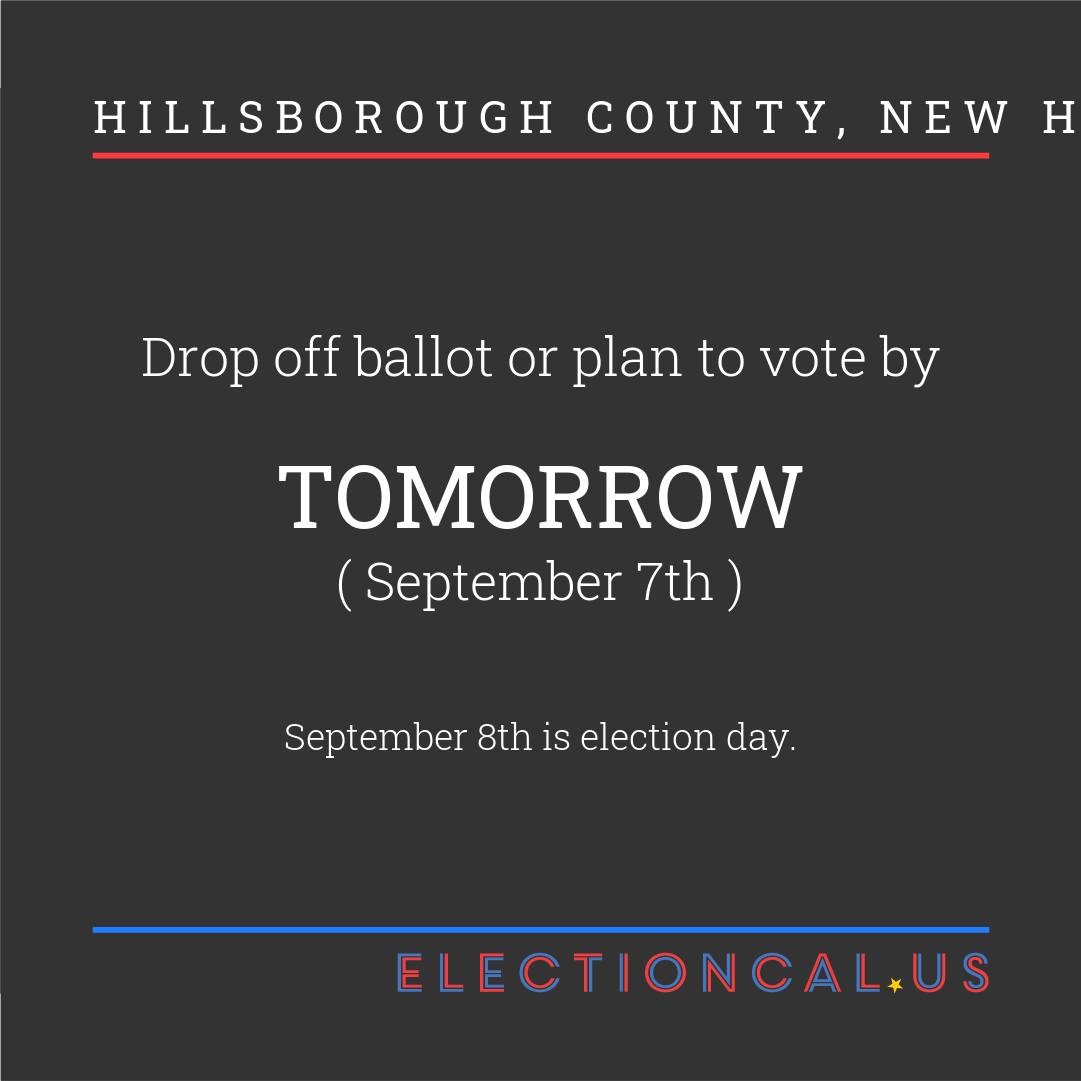 HILLSBOROUGH COUNTY, NEW H
Drop off ballot or plan to vote by
TOMORROW
( September 7th )
September 8th is election day.
ELECTIONCAL.US